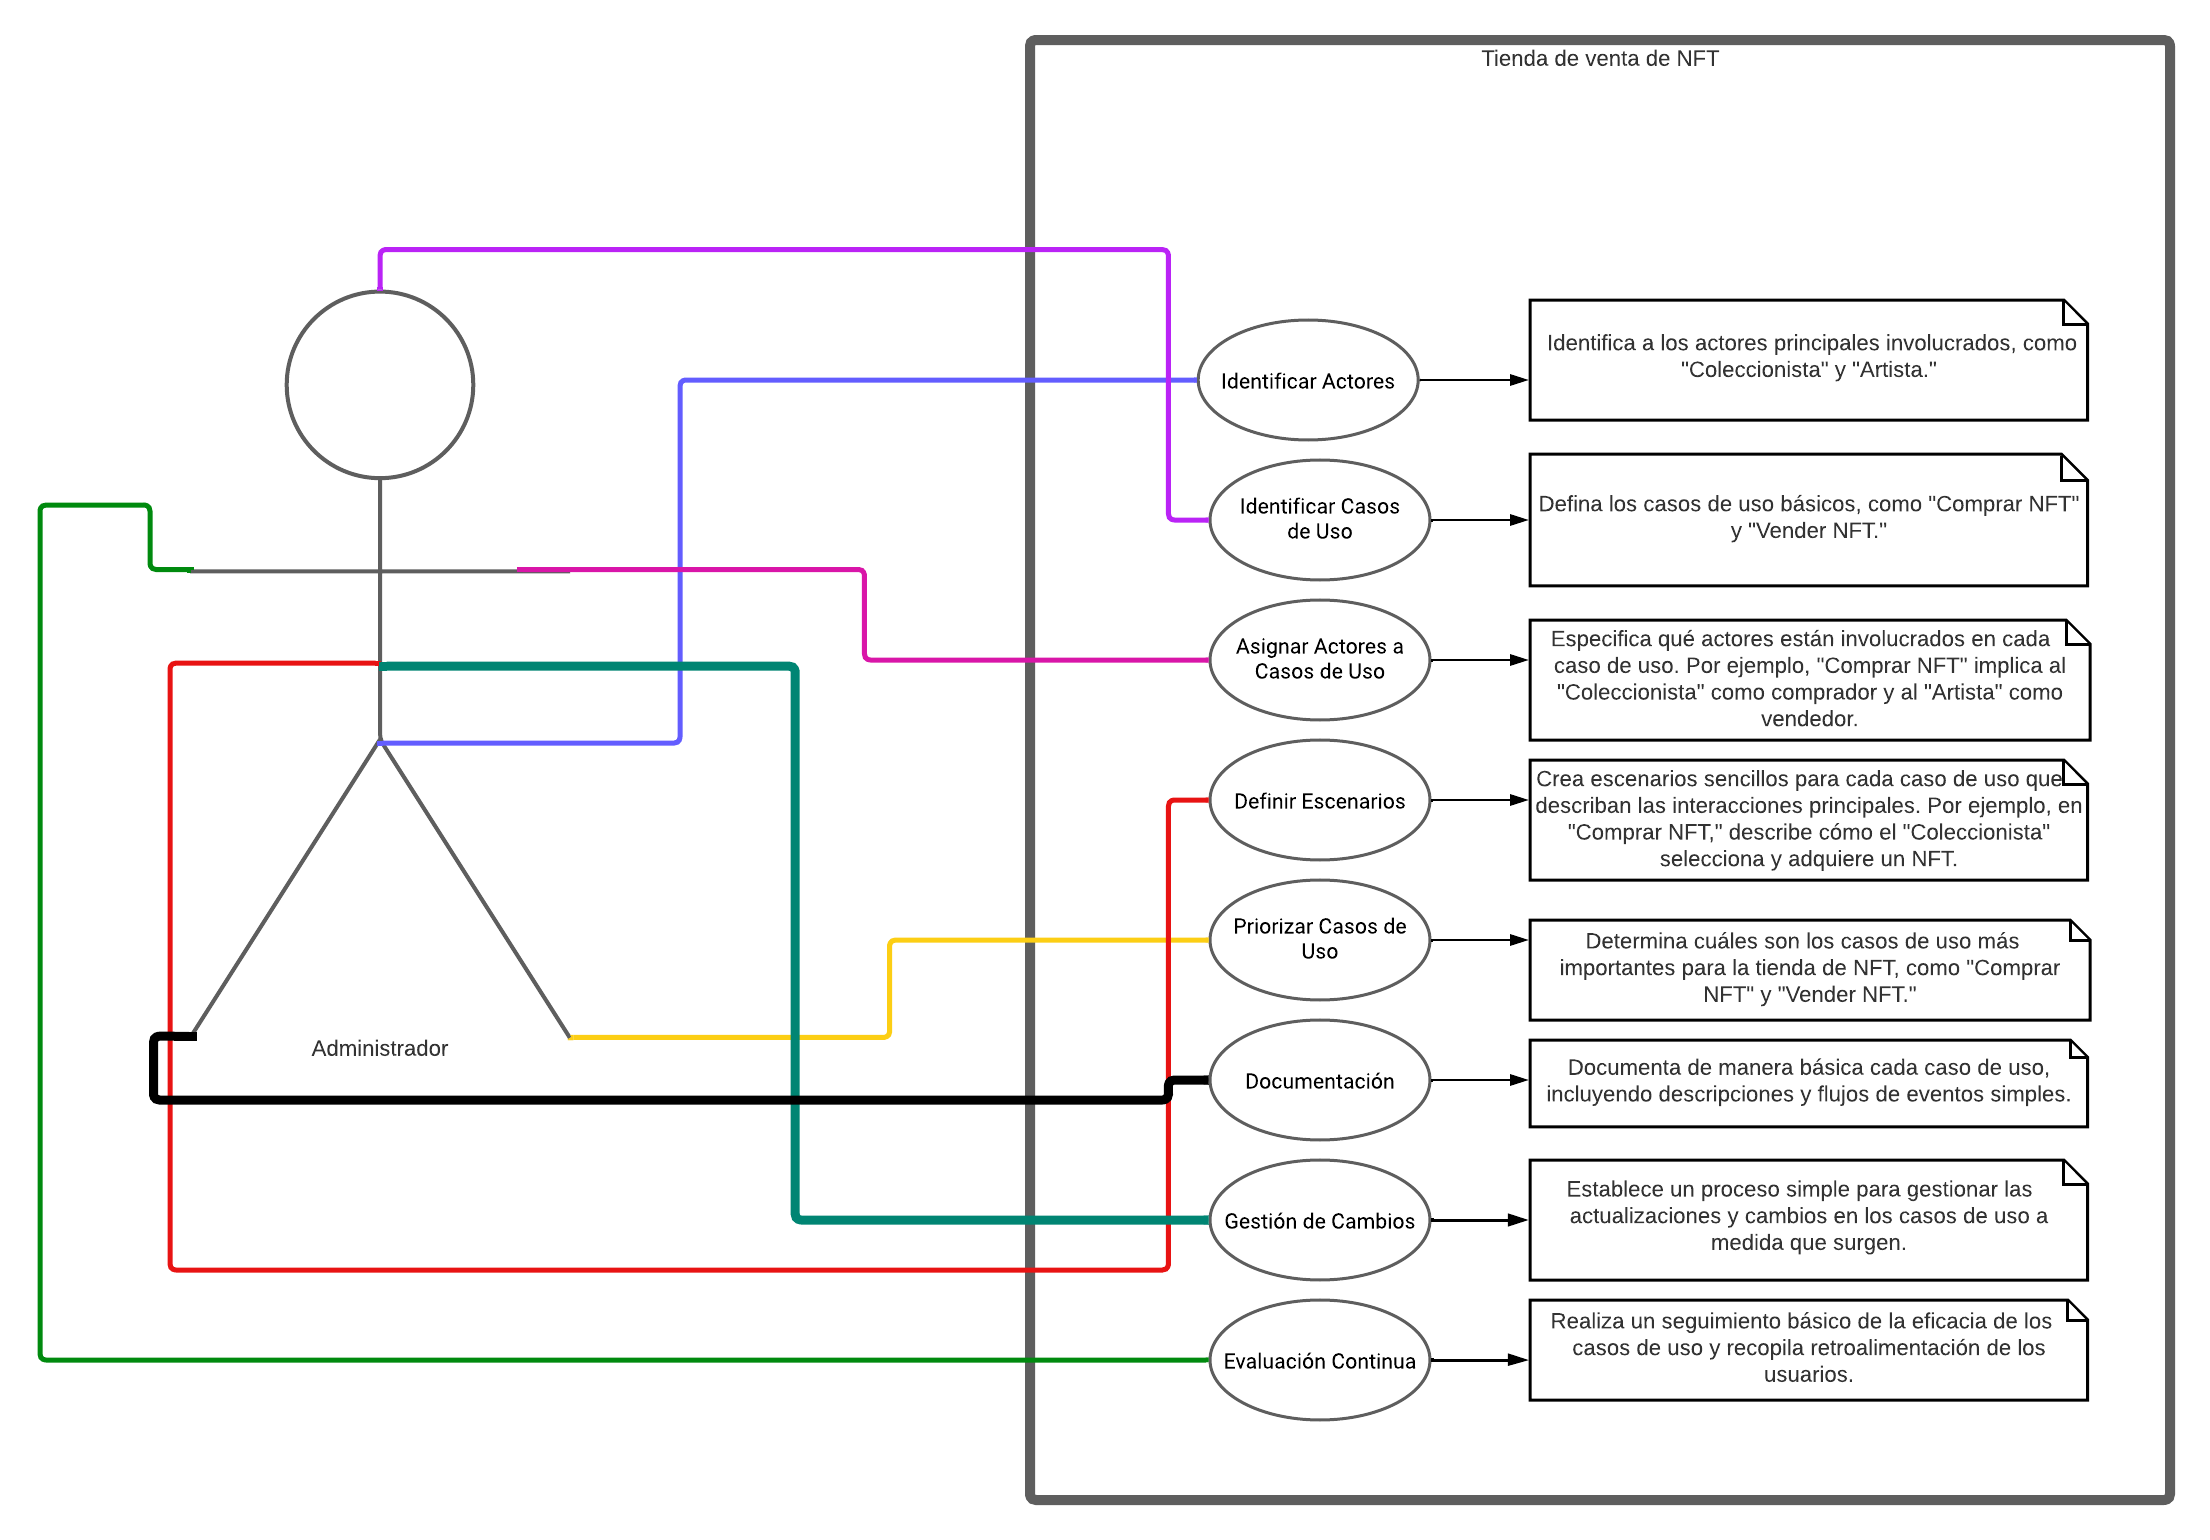 Tienda de venta de NFT
Identificar Actores
Identifica a los actores principales involucrados, como
"Coleccionista" y "Artista."
Identificar Casos
de Uso
Defina los casos de uso básicos, como "Comprar NFT"
y "Vender NFT."
Asignar Actores a
Casos de Uso
Especifica qué actores están involucrados en cada
caso de uso. Por ejemplo, "Comprar NFT" implica al
"Coleccionista" como comprador y al "Artista" como
vendedor.
Definir Escenarios
Crea escenarios sencillos para cada caso de uso que
describan las interacciones principales. Por ejemplo, en
"Comprar NFT," describe cómo el "Coleccionista"
selecciona y adquiere un NFT.
Priorizar Casos de
Uso
Determina cuáles son los casos de uso más
importantes para la tienda de NFT, como "Comprar
NFT" y "Vender NFT."
Administrador
Documentación
Documenta de manera básica cada caso de uso,
incluyendo descripciones y flujos de eventos simples.
Gestión de Cambios
Establece un proceso simple para gestionar las
actualizaciones y cambios en los casos de uso a
medida que surgen.
Evaluación Continua
Realiza un seguimiento básico de la eficacia de los
casos de uso y recopila retroalimentación de los
usuarios.